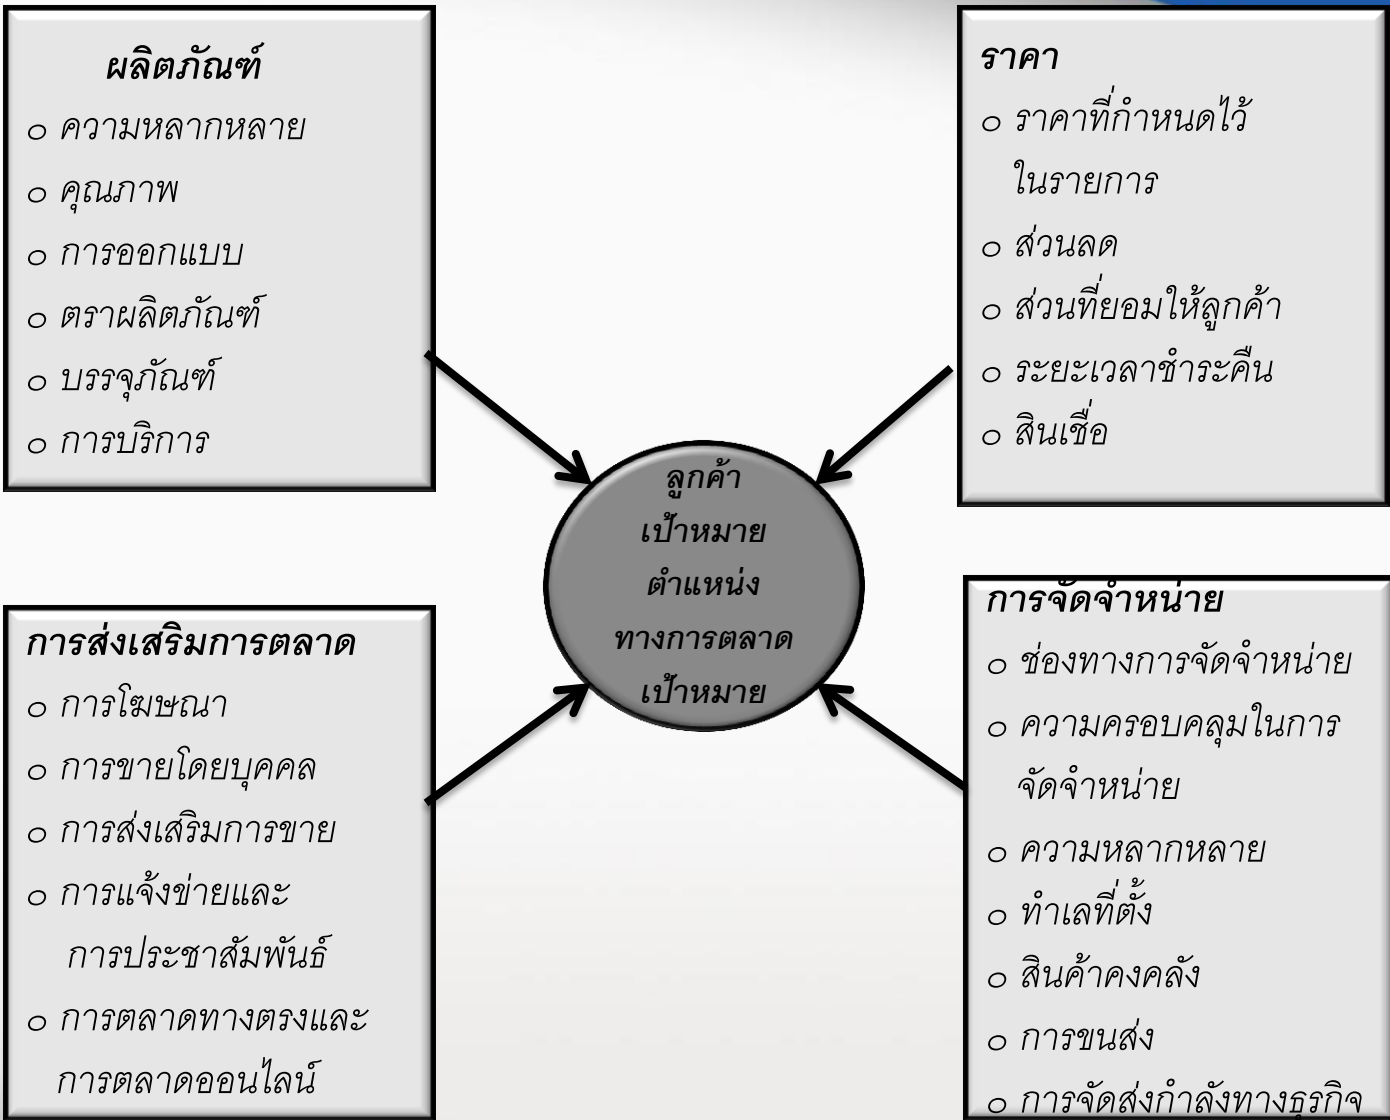 ผลิตภัณฑ์
o ความหลากหลาย
o คุณภาพ
o การออกแบบ
o ตราผลิตภัณฑ์
o บรรจุภัณฑ์
o การบริการ
ราคา
o ราคาที่กำหนดไว้
ในรายการ
o ส่วนลด
o ส่วนที่ยอมให้ลูกค้า
o ระยะเวลาชำระคืน
o สินเชื่อ
ลูกค้า
เป้าหมาย
ตำแหน่ง
ทางการตลาด
เป้าหมาย
การส่งเสริมการตลาด
o การโฆษณา
o การขายโดยบุคคล
o การส่งเสริมการขาย
o การแจ้งข่ายและ
การประชาสัมพันธ์
o การตลาดทางตรงและ
การตลาดออนไลน์
การจัดจำหน่าย
o ช่องทางการจัดจำหน่าย
o ความครอบคลุมในการ
จัดจำหน่าย
o ความหลากหลาย
o ทำเลที่ตั้ง
o สินค้าคงคลัง
o การขนส่ง
o การจัดส่งกำลังทางธุรกิจ